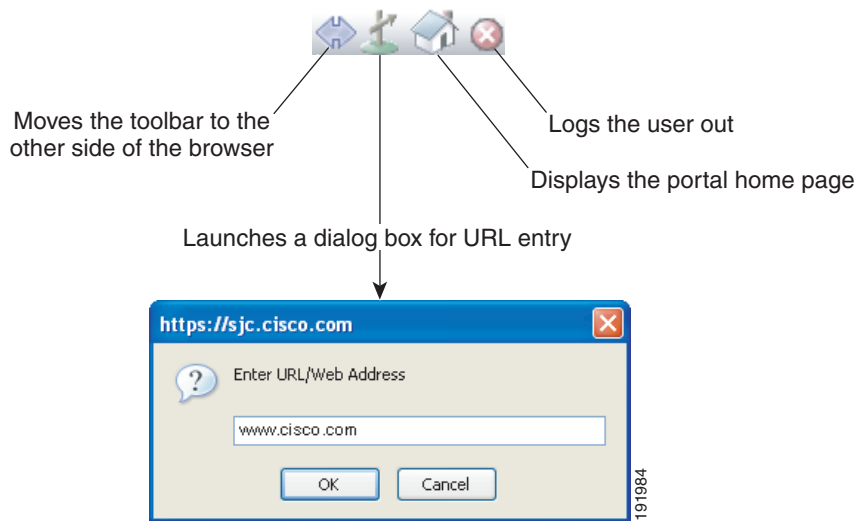 Moves the toolbar to the
other side of the browser
Logs the user out
Displays the portal home page
Launches a dialog box for URL entry
https://sjc.cisco.com
?
Enter URL/Web Address
www.cisco.com
OK
Cancel
191984